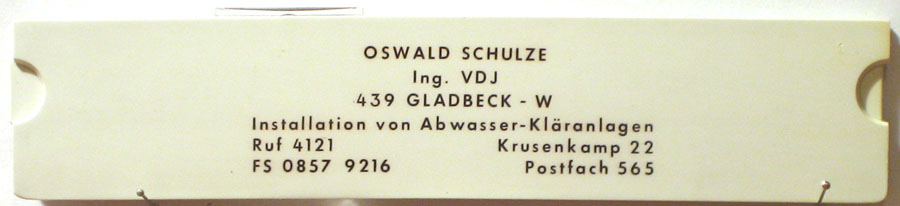 OSWALD SCHULZE
Ing. VDJ
439 GLADBECK - W
Installation von Abwasser-Kläranlagen
Ruf 4121 Krusenkamp 22
FS 0857 9216 Postfach 565